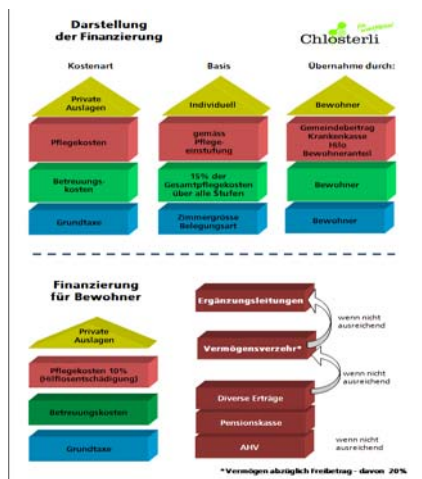 Darstellung
der Finanzierung
Chlosterli
Kostenart
Basis
Übernahme durch:
Private
Auslagen
Individuell
Bewohner
Pflegekosten
gemäss
Pflege-
einstufung
Gemeindebeitrag
Krankenkasse
Hilo
Bewohneranteil
Betreuungs-
kosten
15% der
Gesamtpflegekosten
über alle Stufen
Bewohner
Grundtaxe
Zimmergrösse
Belegungsart
Bewohner
Finanzierung
für Bewohner
Private
Auslagen
Pflegekosten 10%
(Hilflosentschädigung)
Betreuungskosten
Grundtaxe
Ergänzungsleitungen
wenn nicht
ausreichend
Vermögensverzehr*
wenn nicht
ausreichend
Diverse Erträge
Pensionskasse
AHV
wenn nicht
ausreichend
*Vermögen abzüglich Freibetrag - davon 20%